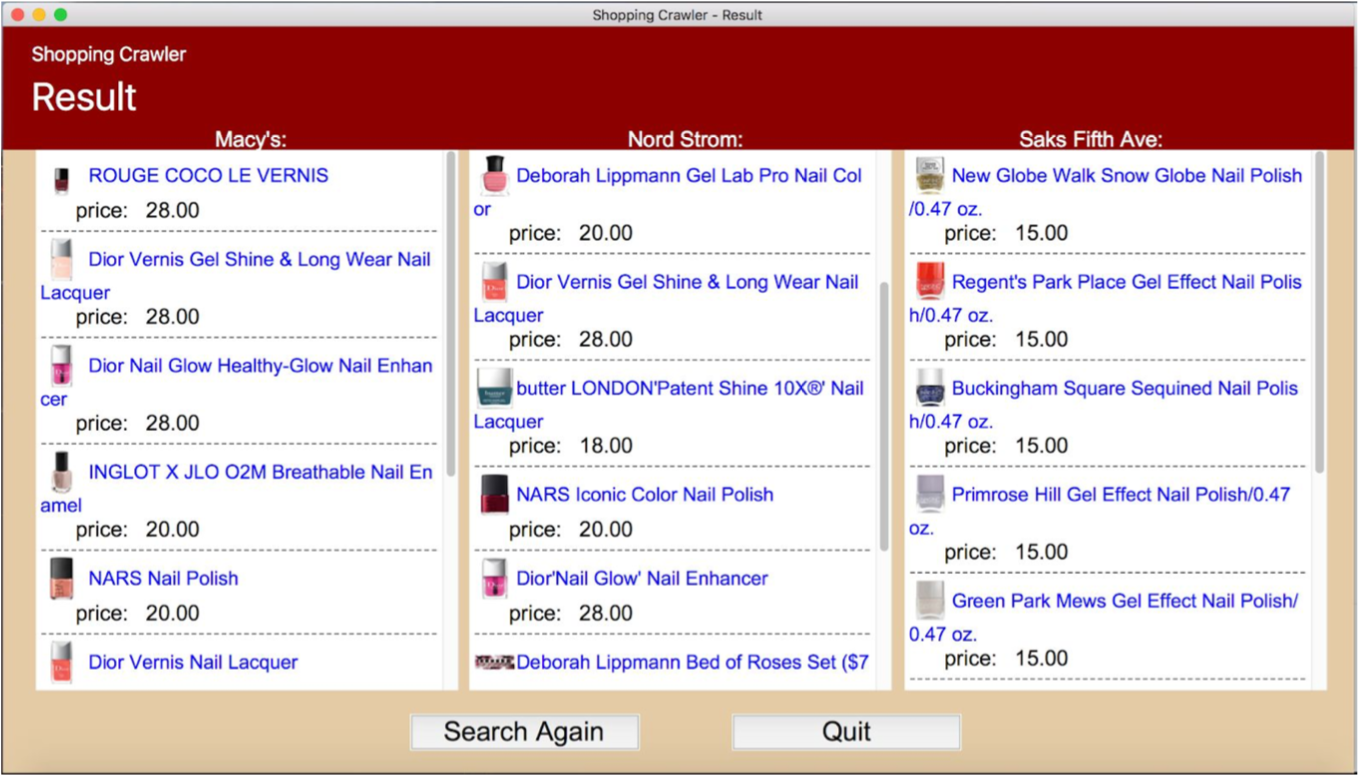 Shopping Crawler - Result
Shopping Crawler
Result
Macy's:
ROUGE COCO LE VERNIS
price: 28.00
Dior Vernis Gel Shine & Long Wear Nail
Lacquer
price: 28.00
Dior Nail Glow Healthy-Glow Nail Enhan
cer
price: 28.00
INGLOT X JLO O2M Breathable Nail En
amel
price: 20.00
NARS Nail Polish
price: 20.00
Dior Vernis Nail Lacquer
Nord Strom:
Deborah Lippmann Gel Lab Pro Nail Col
or
price: 20.00
Dior Vernis Gel Shine & Long Wear Nail
Lacquer
price: 28.00
butter LONDON'Patent Shine 10X®' Nail
Lacquer
price: 18.00
NARS Iconic Color Nail Polish
price: 20.00
Dior'Nail Glow' Nail Enhancer
price: 28.00
Deborah Lippmann Bed of Roses Set ($7
Saks Fifth Ave:
New Globe Walk Snow Globe Nail Polish
/0.47 oz.
price: 15.00
Regent's Park Place Gel Effect Nail Polis
h/0.47 oz.
price: 15.00
Buckingham Square Sequined Nail Polis
h/0.47 oz.
price: 15.00
Primrose Hill Gel Effect Nail Polish/0.47
oz.
price: 15.00
Green Park Mews Gel Effect Nail Polish/
0.47 oz.
price: 15.00
Search Again
Quit